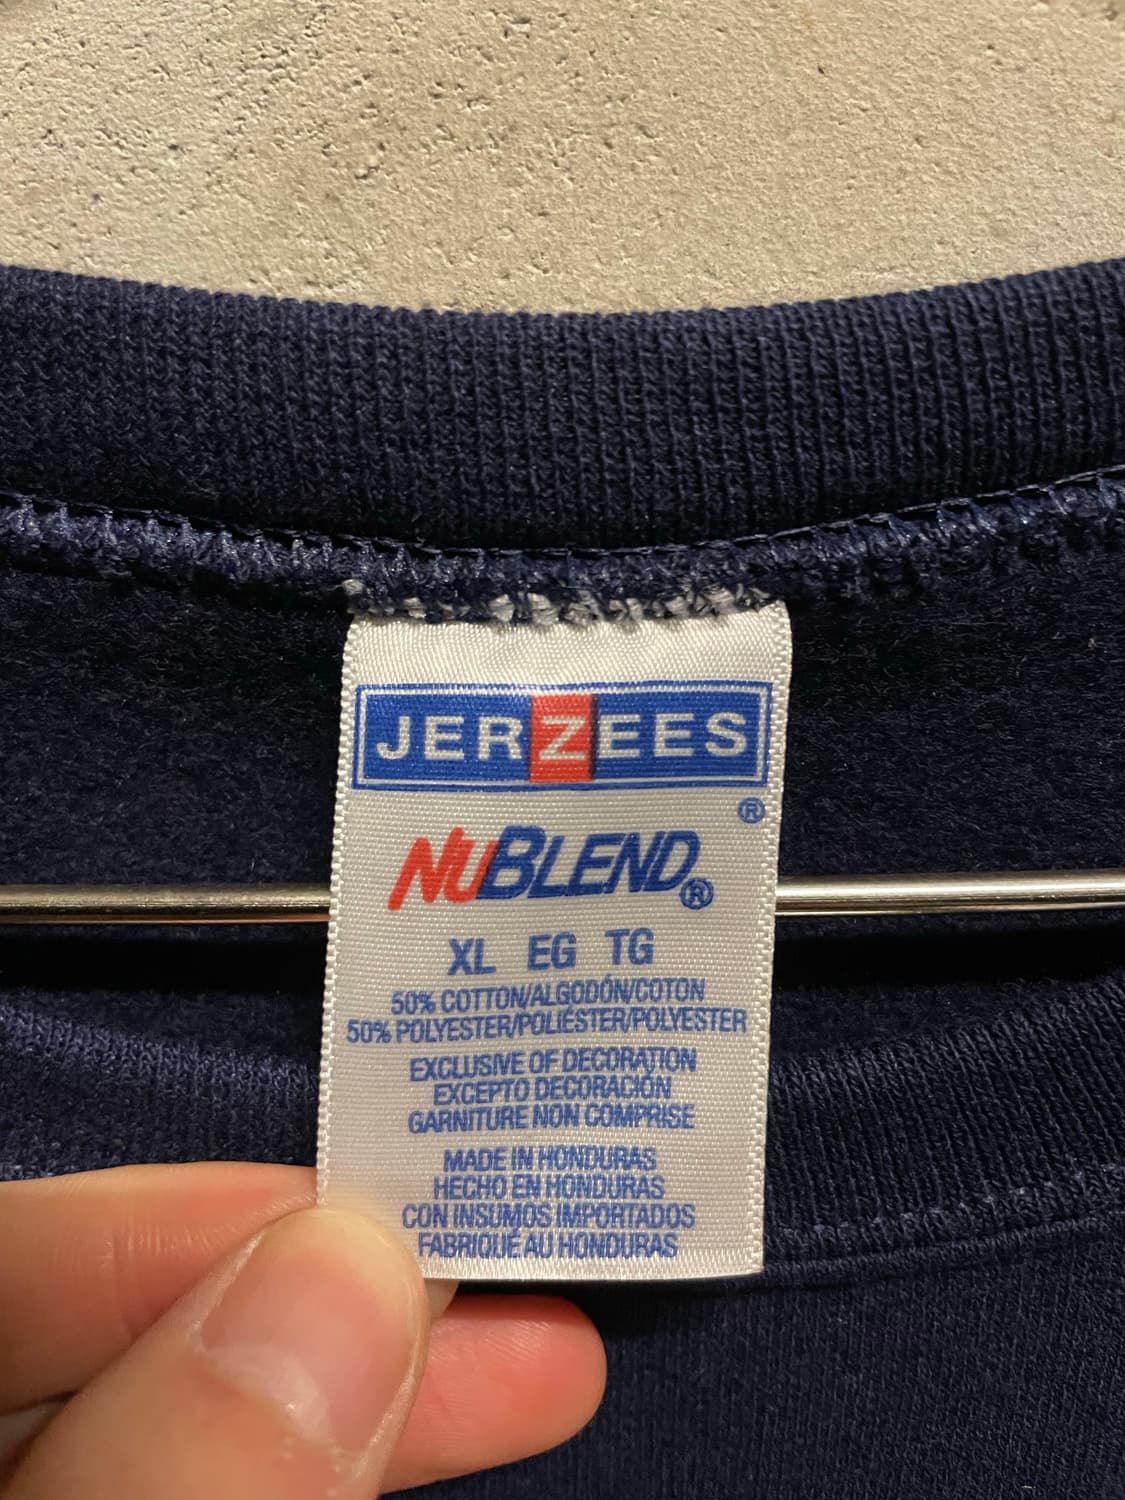 JERZEES
®
NUBLEND®
XL EG TG
50% COTTON/ALGODÓN/COTON
50% POLYESTER/POLIÉSTER/POLYESTER
EXCLUSIVE OF DECORATION
EXCEPTO DECORACIÓN
GARNITURE NON COMPRISE
MADE IN HONDURAS
HECHO EN HONDURAS
CON INSUMOS IMPORTADOS
FABRIQUÉ AU HONDURAS